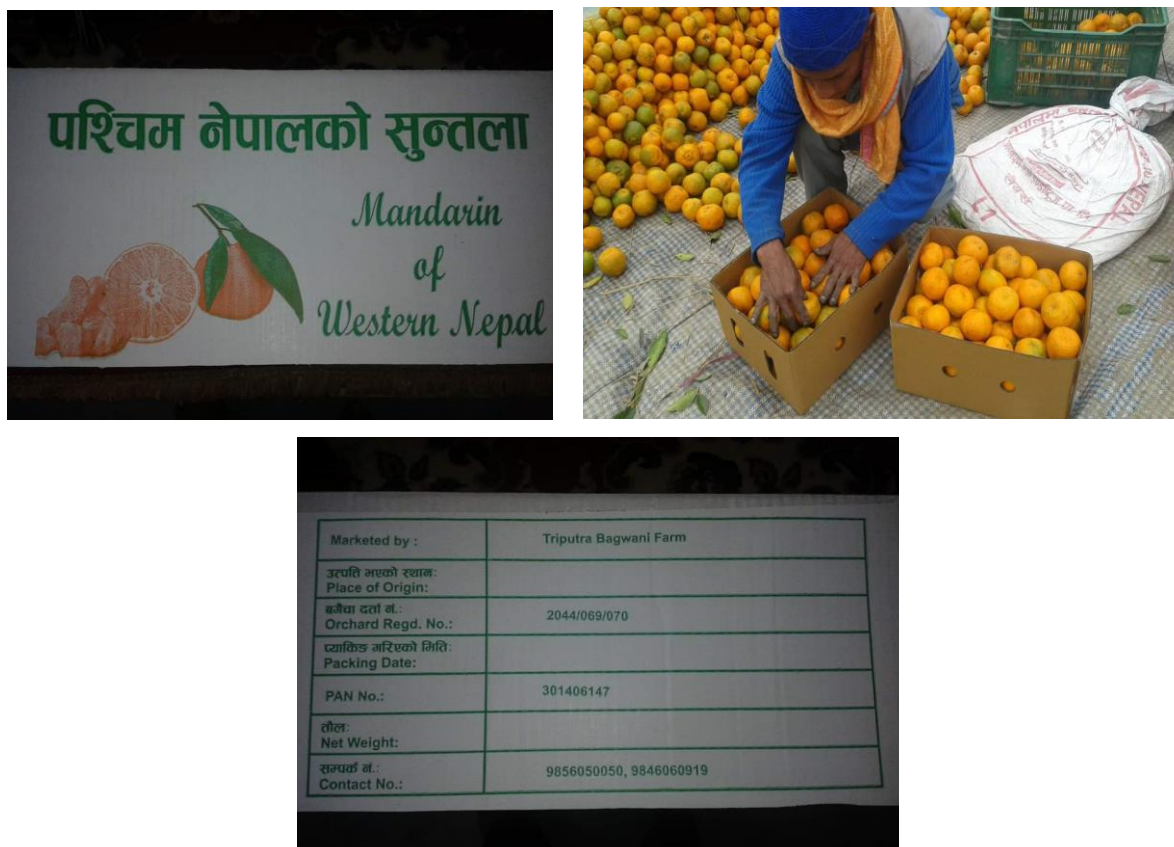 पश्चिम नेपालको सुन्तला
Mandarin
of
Western Nepal
Marketed by : Triputra Bagwani Farm
उत्पति भएको स्थान:
Place of Origin:
बगैचा दर्ता नं.:
Orchard Regd. No.: 2044/069/070
प्याकिङ गरिएको मिति:
Packing Date:
PAN No.: 301406147
तौल:
Net Weight:
सम्पर्क नं.:
Contact No.: 9856050050, 9846060919